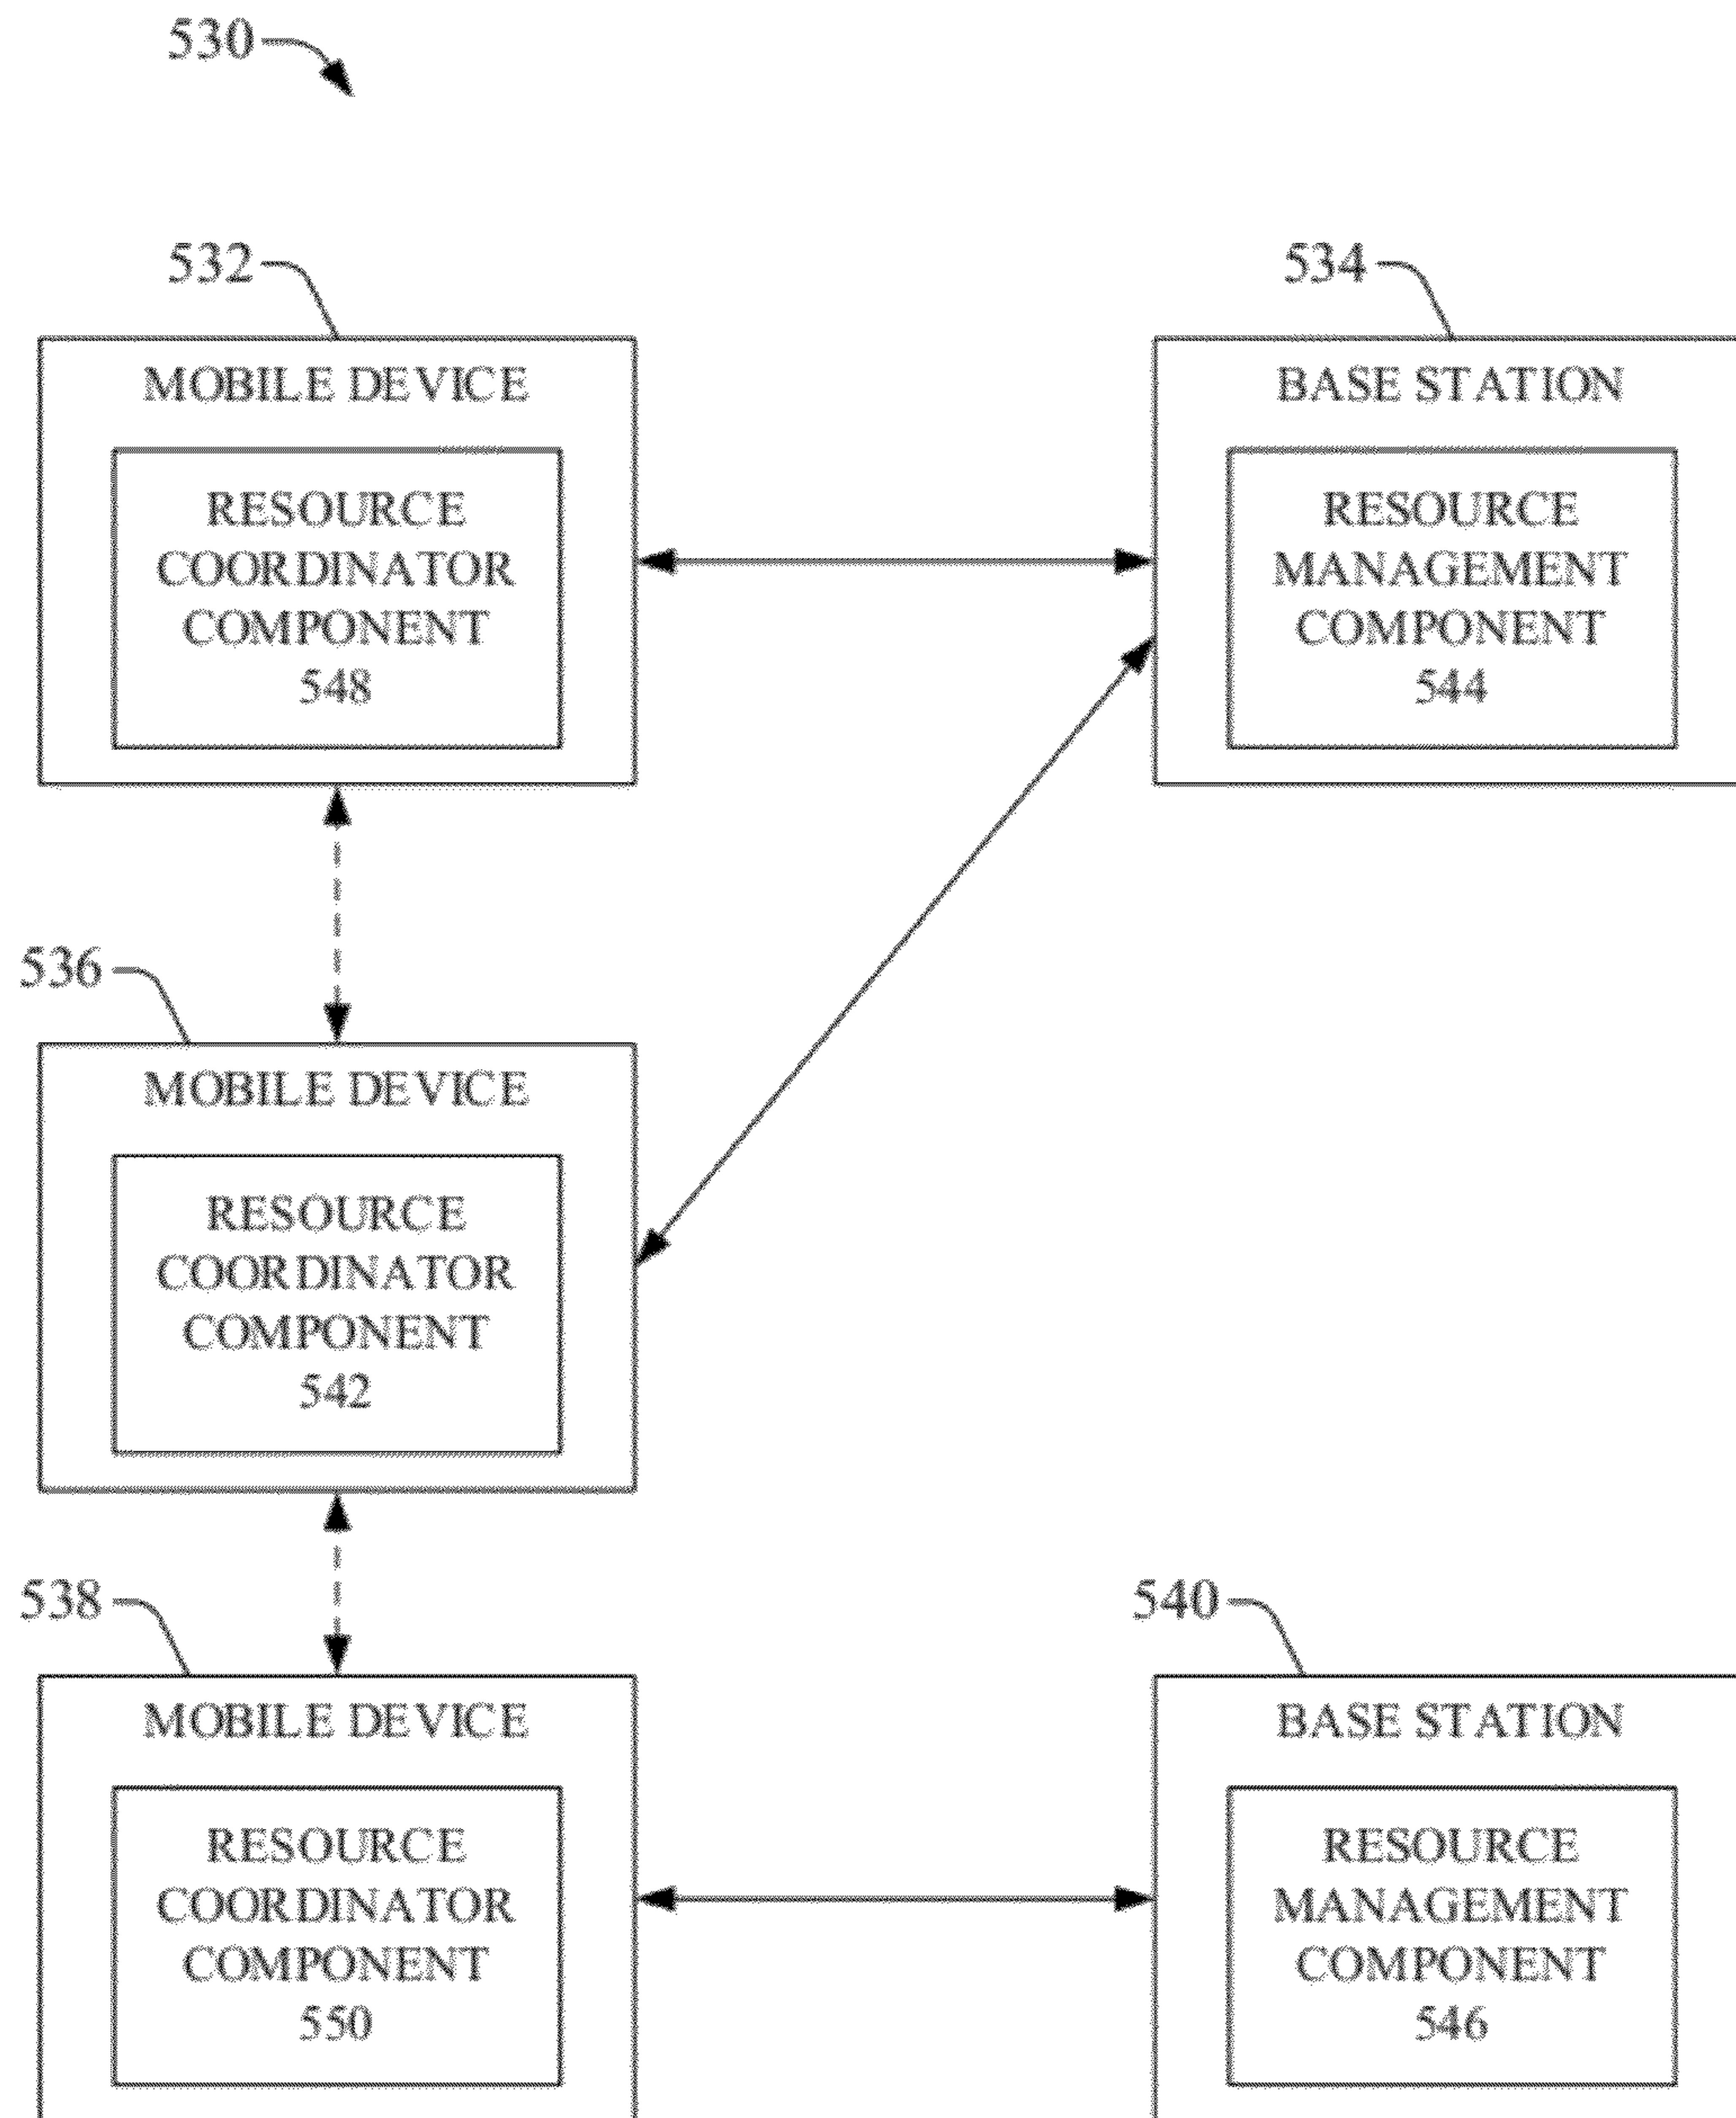 530
532
534
MOBILE DEVICE
RESOURCE
COORDINATOR
COMPONENT
548
BASE STATION
RESOURCE
MANAGEMENT
COMPONENT
544
536
MOBILE DEVICE
RESOURCE
COORDINATOR
COMPONENT
542
538
540
MOBILE DEVICE
RESOURCE
COORDINATOR
COMPONENT
550
BASE STATION
RESOURCE
MANAGEMENT
COMPONENT
546